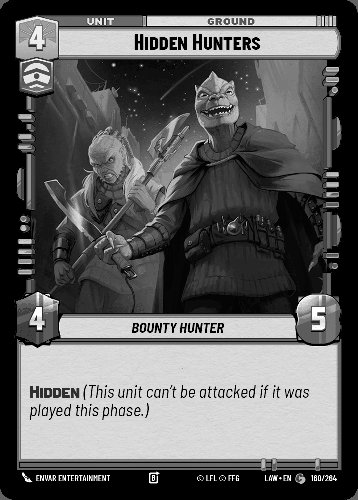 UNIT
GROUND
4
HIDDEN HUNTERS
4
BOUNTY HUNTER
5
HIDDEN (This unit can't be attacked if it was
played this phase.)
ENVAR ENTERTAINMENT
© LFL © FFG
LAW • EN
160/264